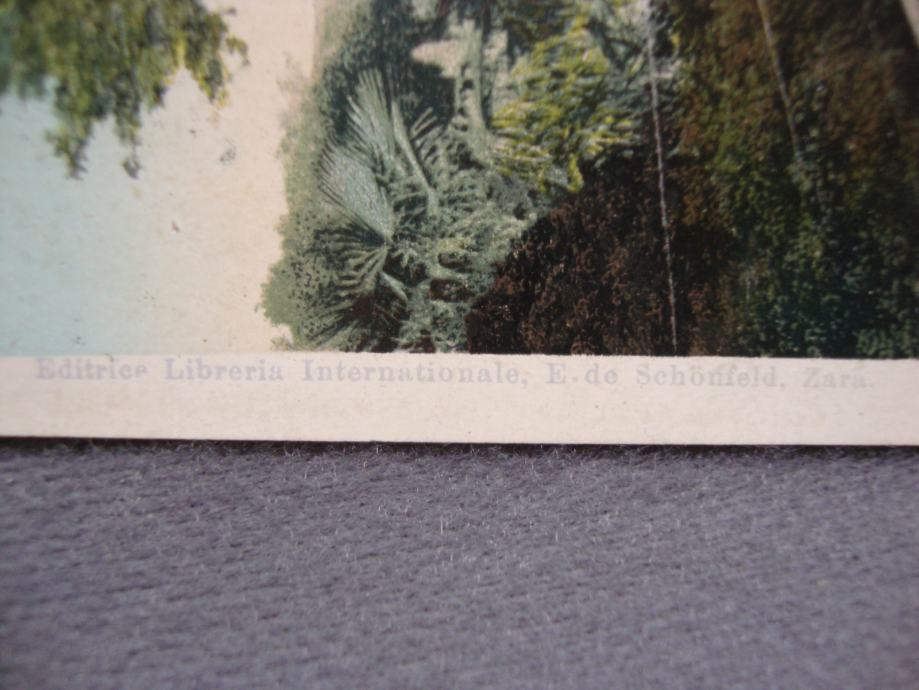 Editrice Libreria Internationale, E. de Schönfeld, Zara.